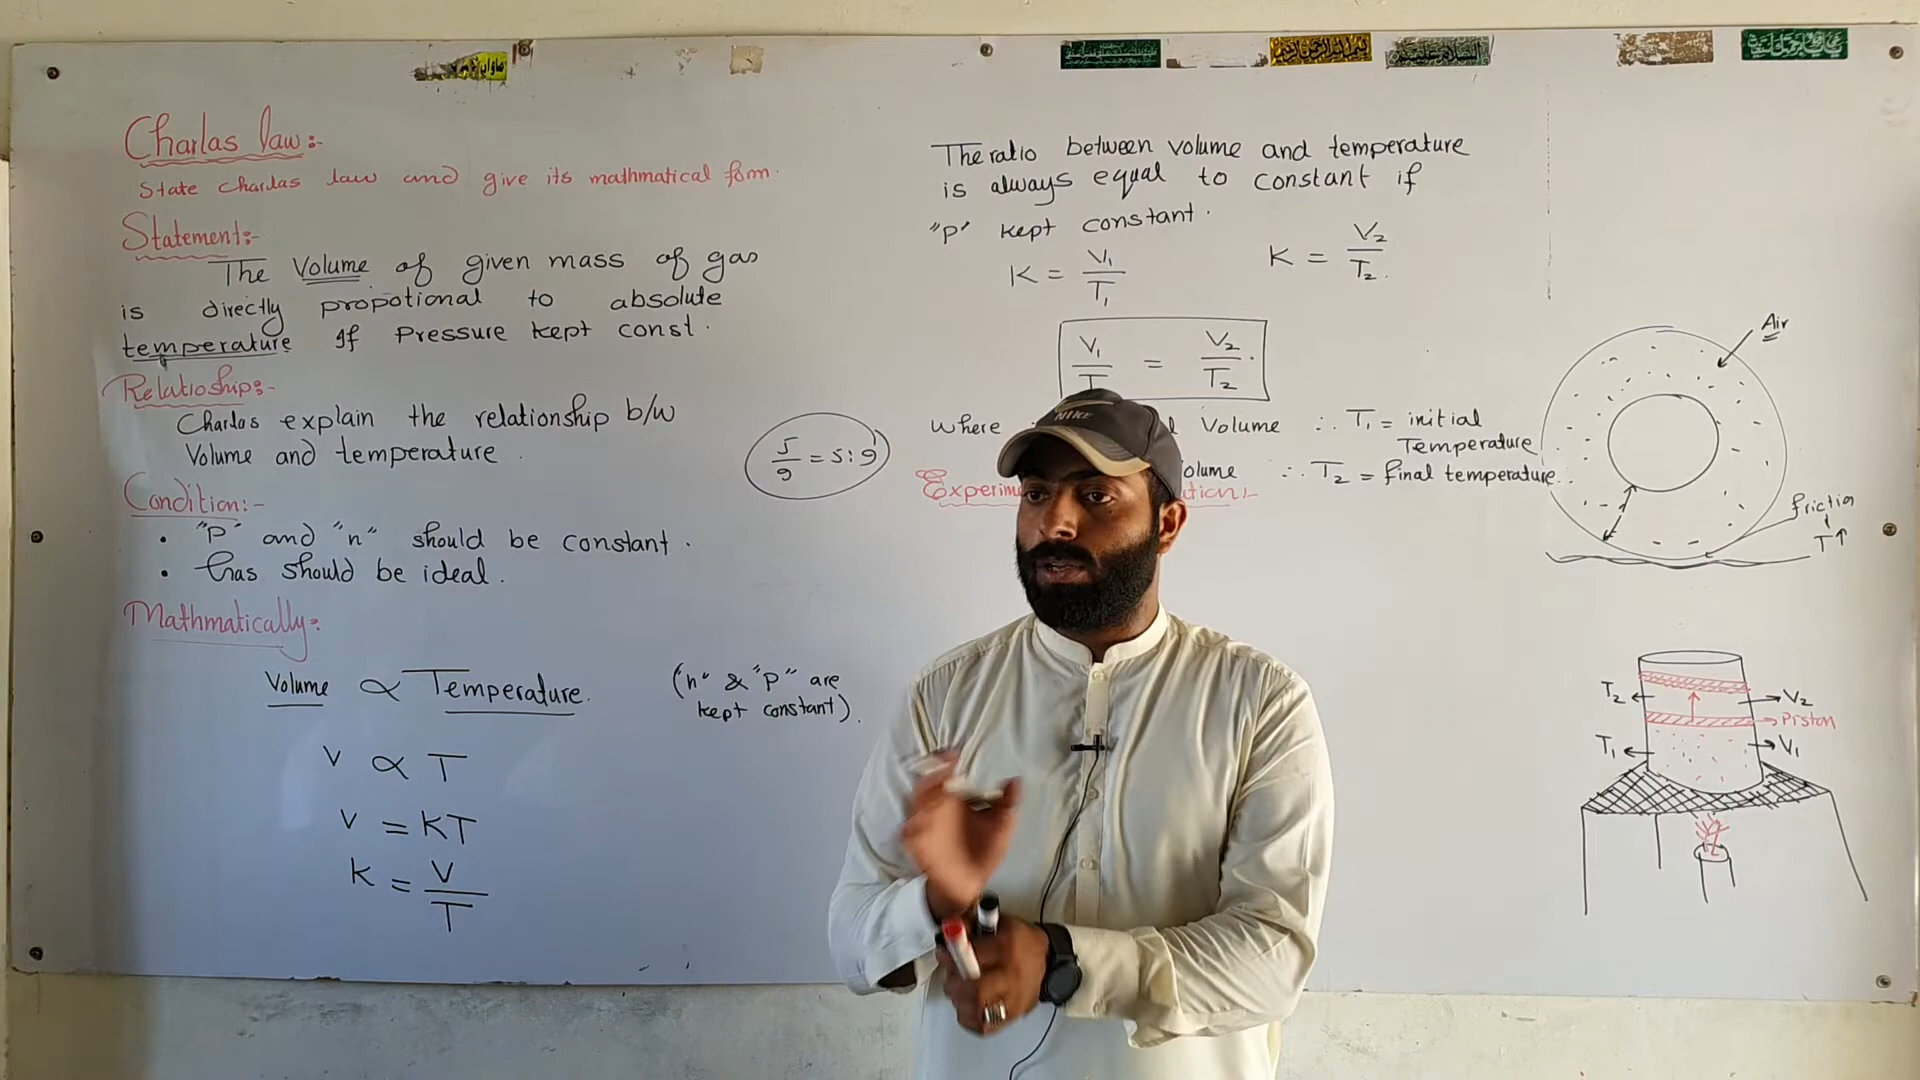 Charlas law:-
State Charlas law and give its mathmatical form.
Statement:-
The Volume of given mass of gas
is directly propotional to absolute
temperature If Pressure kept const.
Relatioship:-
Charlas explain the relationship b/w
Volume and temperature.
Condition:-
• "P" and "n" should be constant.
• Gas should be ideal.
Mathmatically:-
Volume ∝ Temperature. ("n" & "P" are
kept constant).
V ∝ T
V = KT
K = V/T
5/9 = 5:9
The ratio between volume and temperature
is always equal to constant if
"P" kept constant.
K = V₁/T₁ K = V₂/T₂.
V₁/T = V₂/T₂.
Where Volume ∴ T₁ = initial
Temperature
olume ∴ T₂ = final temperature.
Experim ation:-
NIKE
Air
friction
T↑
T₂ V₂
Piston
T₁ V₁